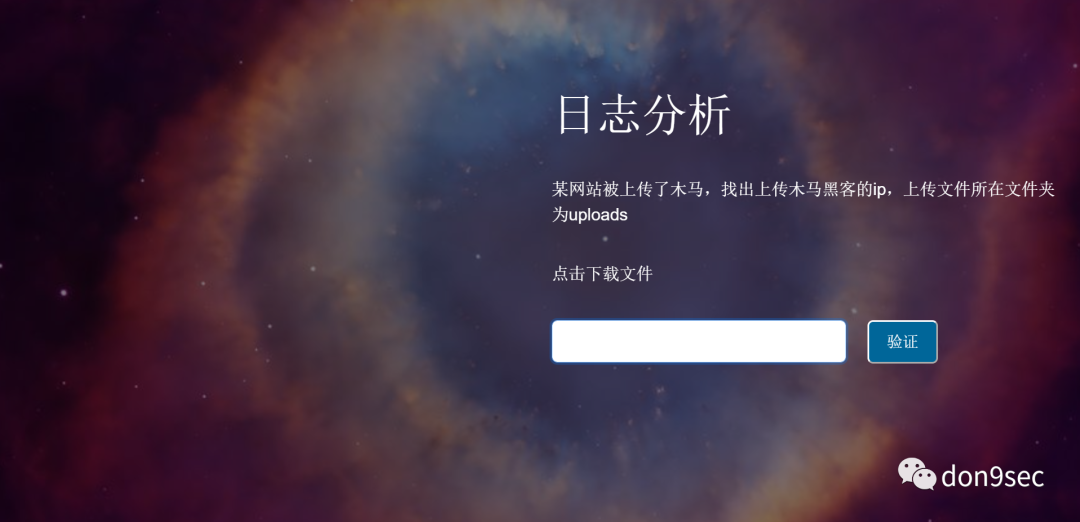 日志分析
某网站被上传了木马，找出上传木马黑客的ip，上传文件所在文件夹
为uploads
点击下载文件
验证
don9sec